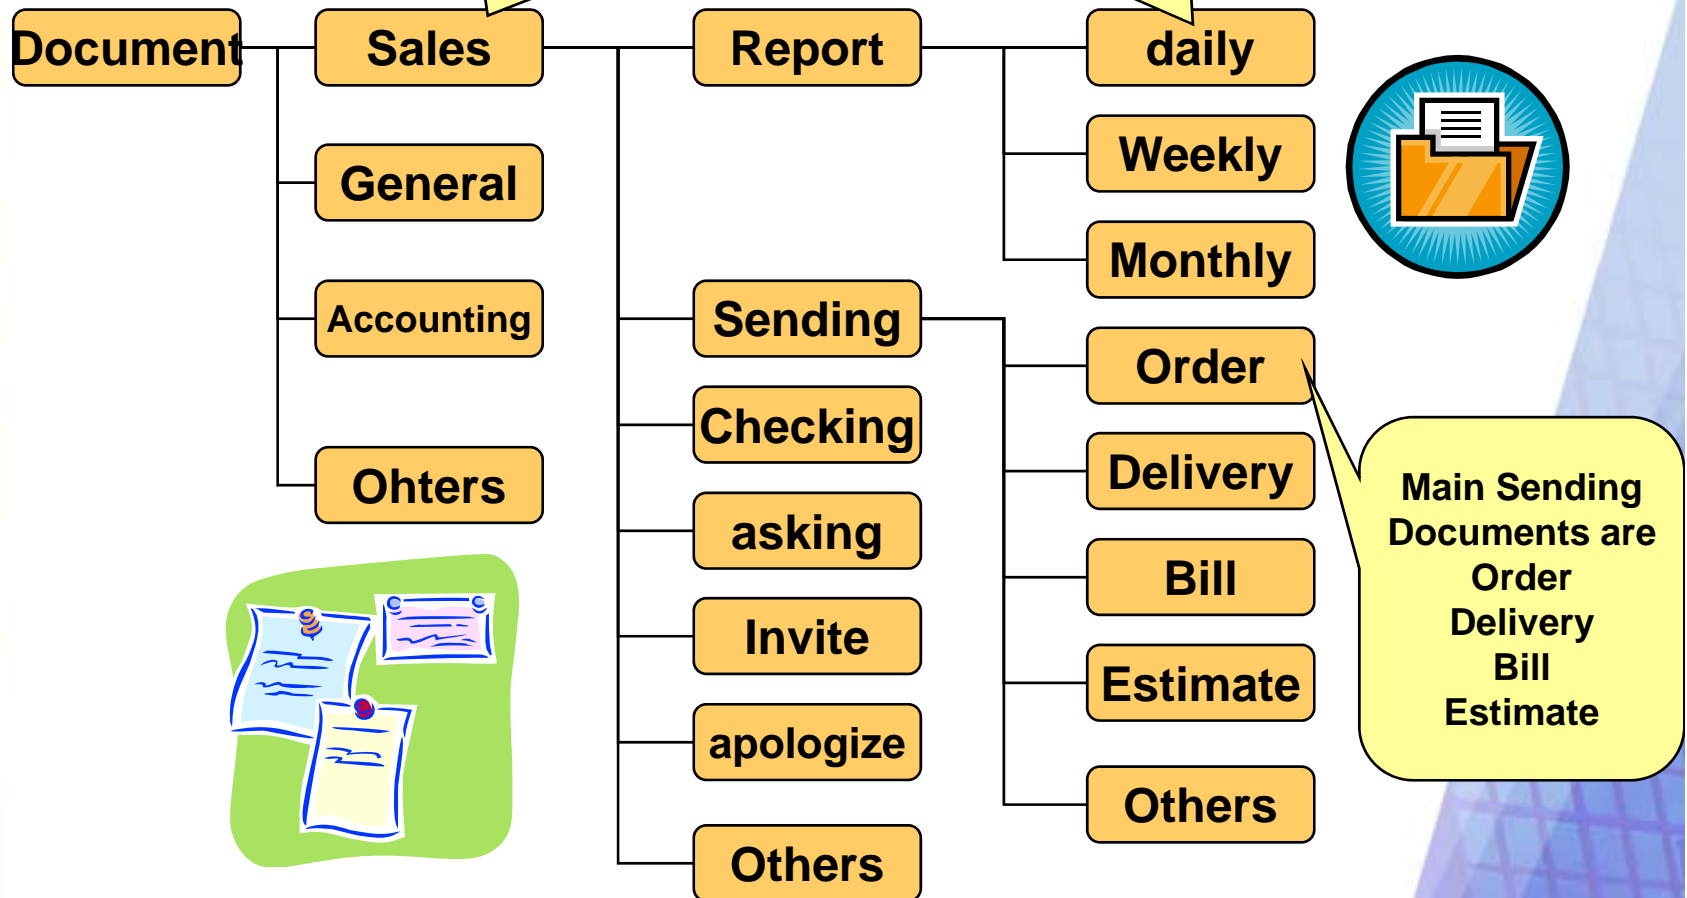 Document
Sales
Report
daily
General
Weekly
Accounting
Monthly
Sending
Order
Checking
Delivery
Ohters
asking
Bill
Invite
Estimate
apologize
Others
Others
Main Sending
Documents are
Order
Delivery
Bill
Estimate